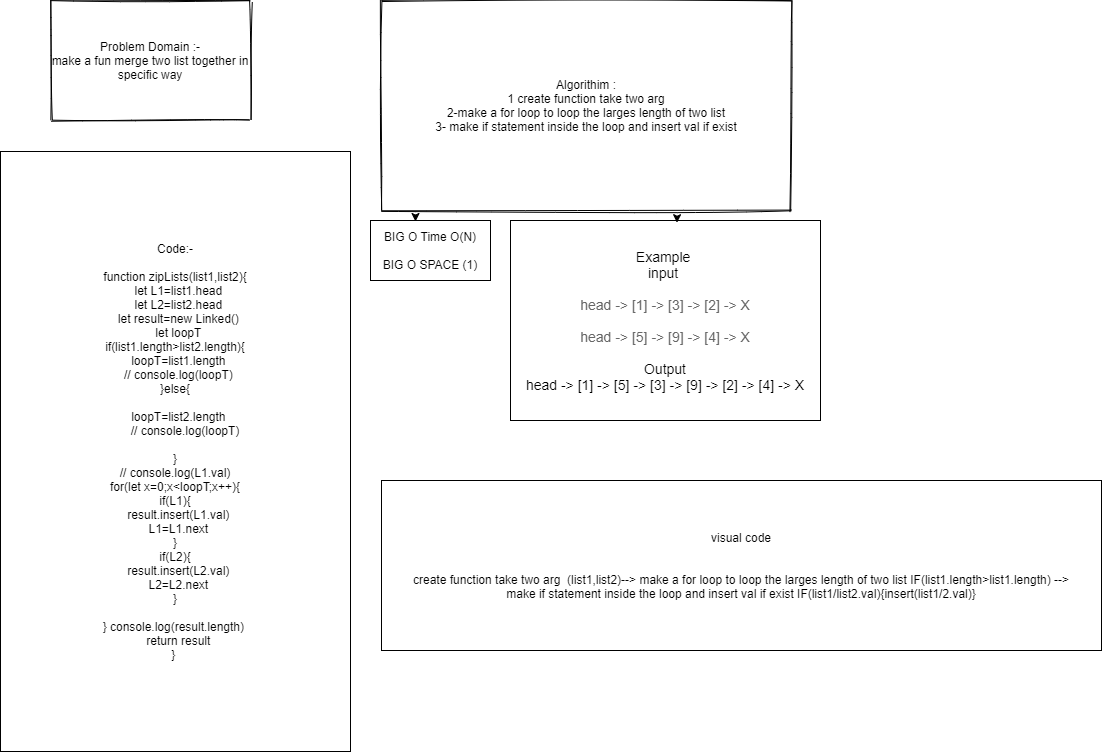 Problem Domain :-
make a fun merge two list together in
specific way
Algorithim :
1 create function take two arg
2-make a for loop to loop the larges length of two list
3- make if statement inside the loop and insert val if exist
BIG O Time O(N)
BIG O SPACE (1)
Example
input
head -> [1] -> [3] -> [2] -> X
head -> [5] -> [9] -> [4] -> X
Output
head -> [1] -> [5] -> [3] -> [9] -> [2] -> [4] -> X
Code:-
function zipLists(list1,list2){
let L1=list1.head
let L2=list2.head
let result=new Linked()
let loopT
if(list1.length>list2.length){
loopT=list1.length
// console.log(loopT)
}else{
loopT=list2.length
// console.log(loopT)
}
// console.log(L1.val)
for(let x=0;x<loopT;x++){
if(L1){
result.insert(L1.val)
L1=L1.next
}
if(L2){
result.insert(L2.val)
L2=L2.next
}
} console.log(result.length)
return result
}
visual code
create function take two arg  (list1,list2)--> make a for loop to loop the larges length of two list IF(list1.length>list1.length) -->
make if statement inside the loop and insert val if exist IF(list1/list2.val){insert(list1/2.val)}